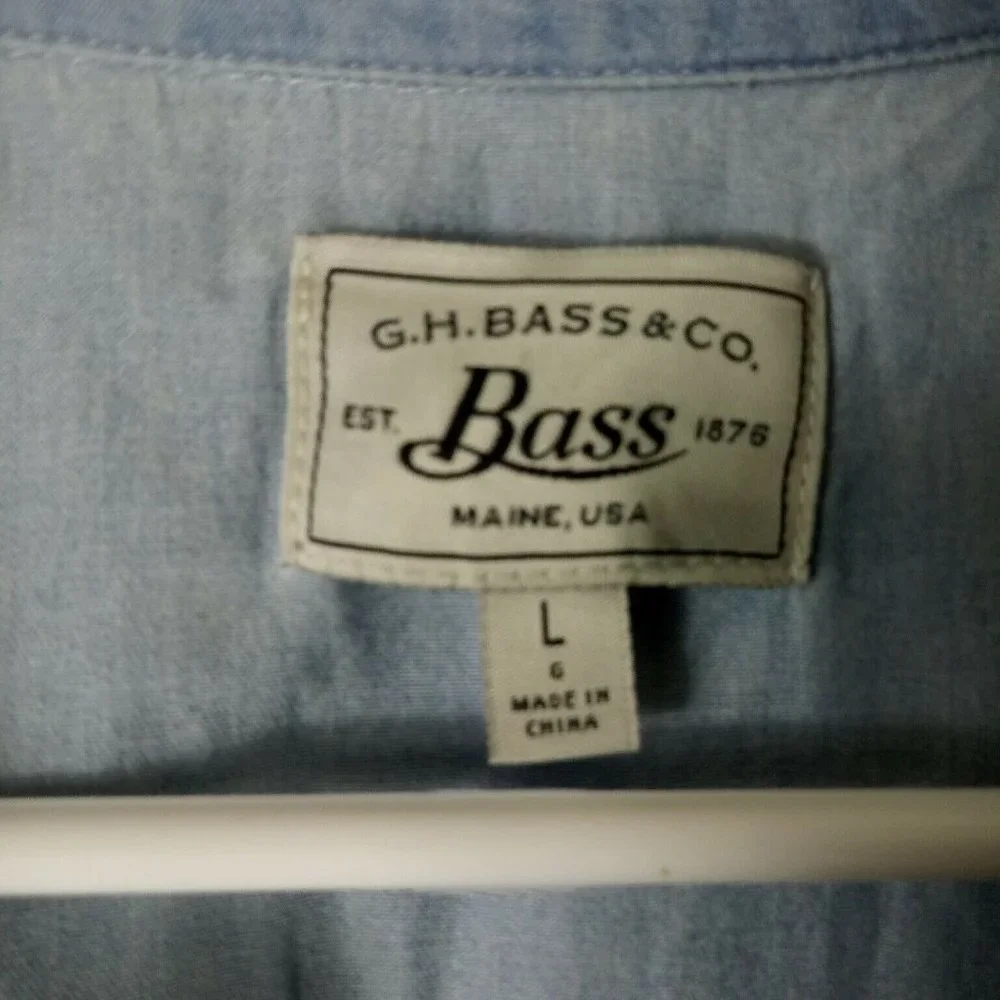 G.H.BASS & CO.
EST. Bass 1876
MAINE, USA
L
G
MADE IN
CHINA